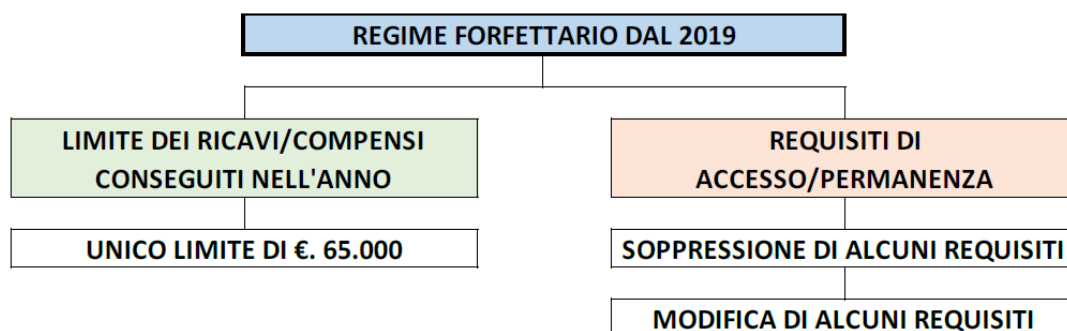 REGIME FORFETTARIO DAL 2019
LIMITE DEI RICAVI/COMPENSI
CONSEGUITI NELL'ANNO
UNICO LIMITE DI €. 65.000
REQUISITI DI
ACCESSO/PERMANENZA
SOPPRESSIONE DI ALCUNI REQUISITI
MODIFICA DI ALCUNI REQUISITI